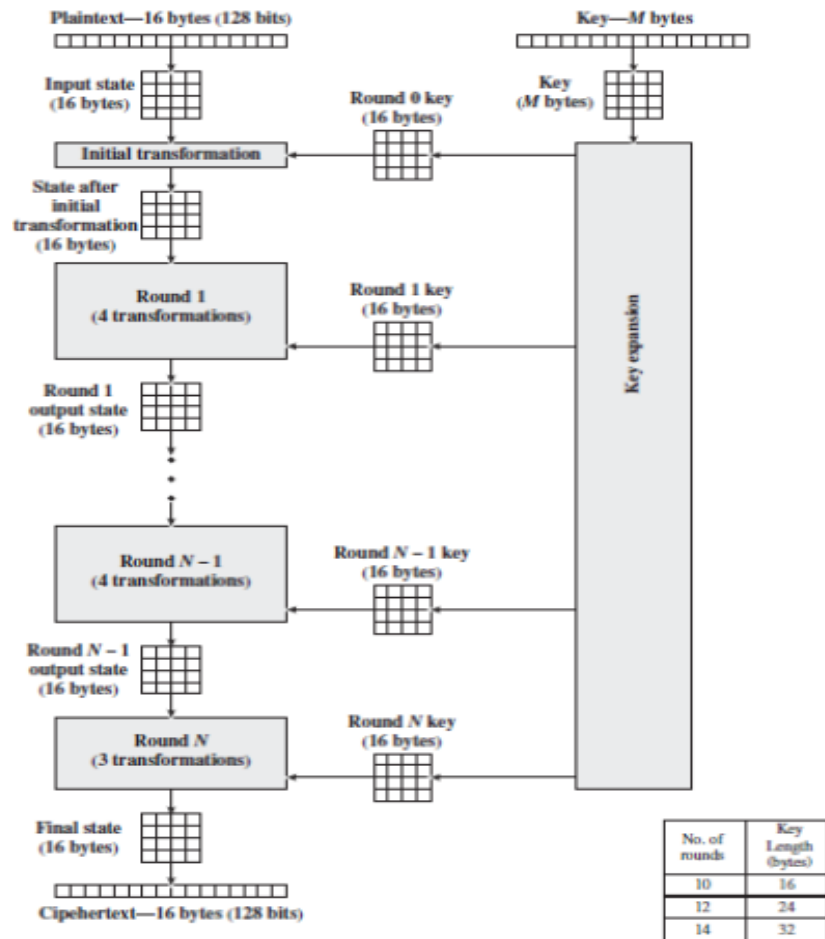 Plaintext—16 bytes (128 bits)
Key—M bytes
Input state
(16 bytes)
Key
(M bytes)
Round 0 key
(16 bytes)
Initial transformation
State after
initial
transformation
(16 bytes)
Round 1
(4 transformations)
Round 1 key
(16 bytes)
Key expansion
Round 1
output state
(16 bytes)
Round N – 1
(4 transformations)
Round N – 1 key
(16 bytes)
Round N – 1
output state
(16 bytes)
Round N
(3 transformations)
Round N key
(16 bytes)
Final state
(16 bytes)
Cipehertext—16 bytes (128 bits)
No. of
rounds
Key
Length
(bytes)
10 16
12 24
14 32